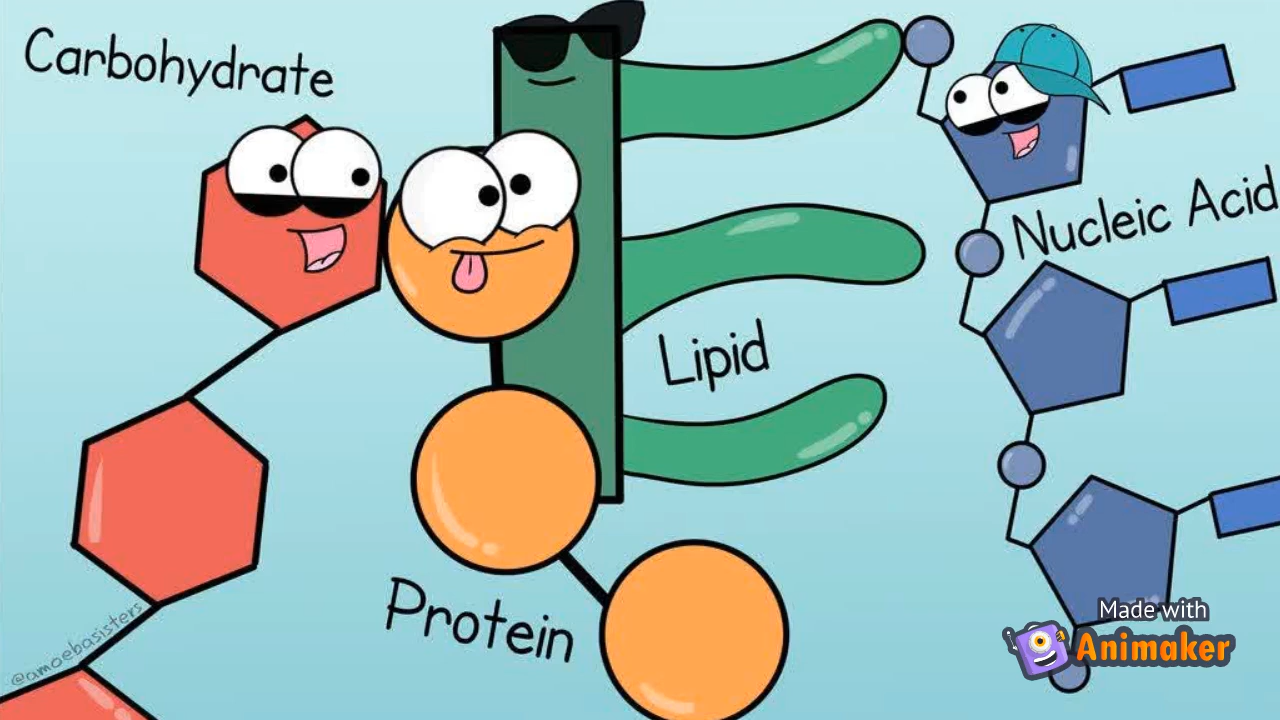 Carbohydrate
Nucleic Acid
Lipid
Protein
@amoebasisters
Made with
Animaker